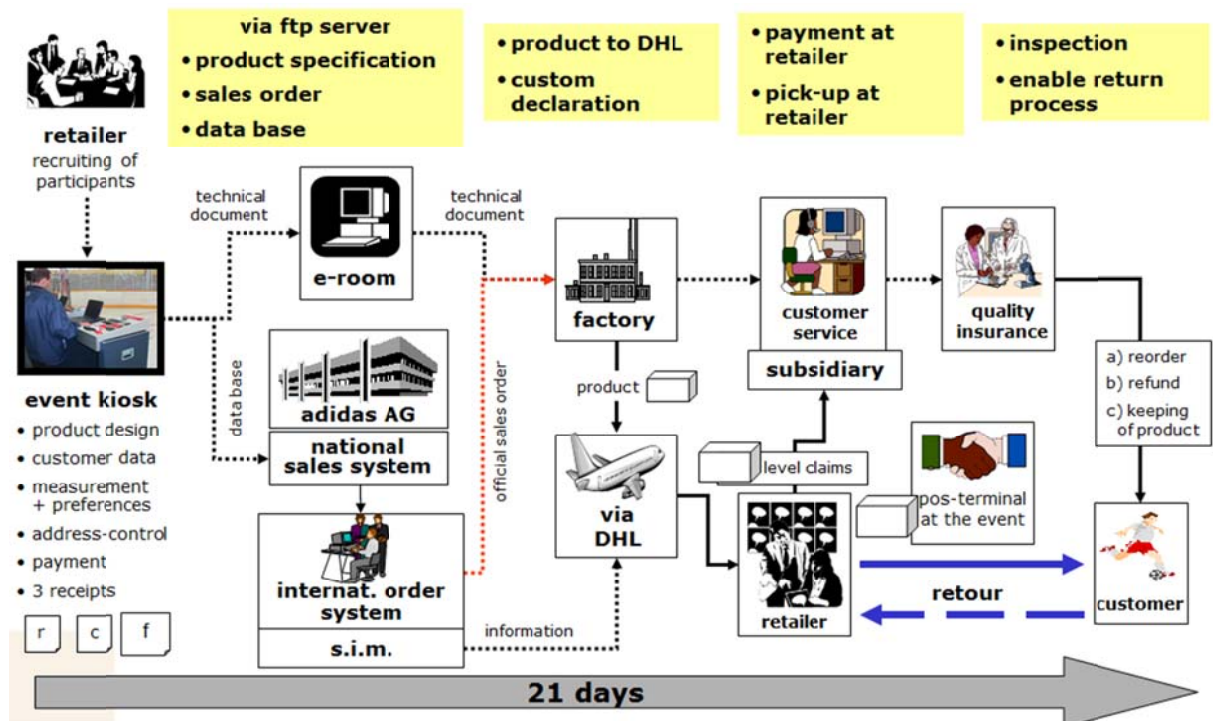 via ftp server
• product specification
• sales order
• data base
• product to DHL
• custom
declaration
• payment at
retailer
• pick-up at
retailer
• inspection
• enable return
process
retailer
recruiting of
participants
technical
document
technical
document
e-room
factory
customer
service
quality
insurance
subsidiary
a) reorder
b) refund
c) keeping
of product
event kiosk
• product design
• customer data
• measurement
+ preferences
• address-control
• payment
• 3 receipts
r
c
f
data base
adidas AG
national
sales system
official sales order
product
internat. order
system
s.i.m.
information
via
DHL
level claims
retailer
pos-terminal
at the event
retour
customer
21 days